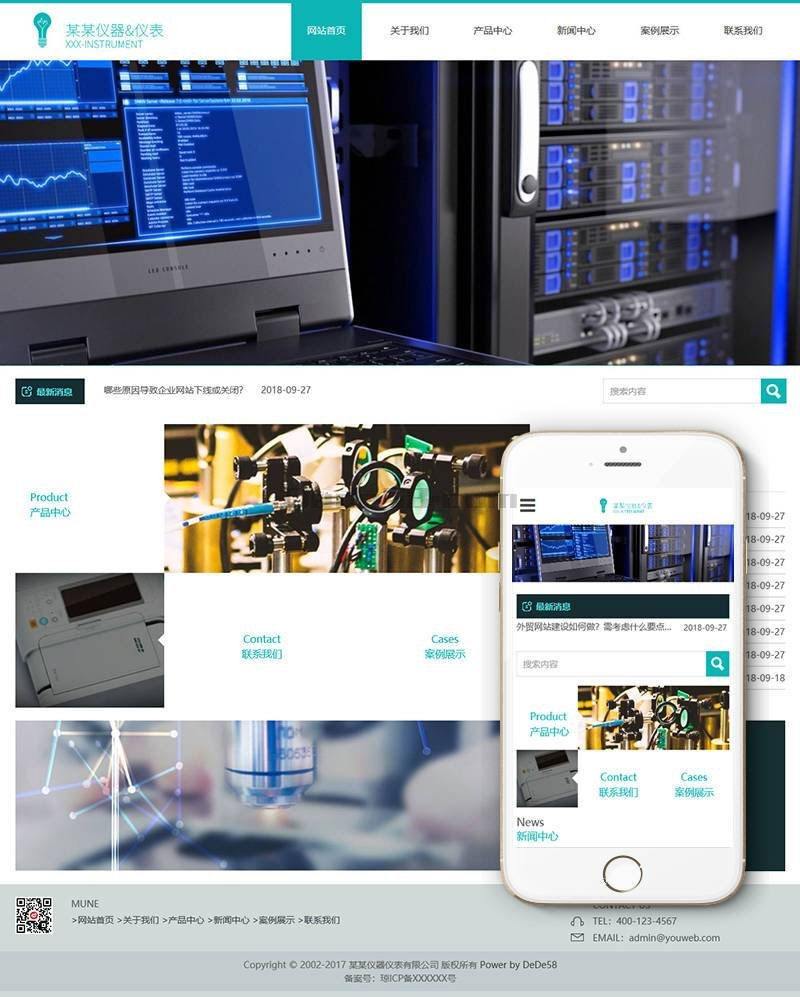 某某仪器&仪表
XXX-INSTRUMENT
网站首页
关于我们
产品中心
新闻中心
案例展示
联系我们
LED CONSOLE
最新消息
哪些原因导致企业网站下线或关闭?
2018-09-27
搜索内容
Product
产品中心
Contact
联系我们
Cases
案例展示
18-09-27
18-09-27
18-09-27
18-09-27
18-09-27
18-09-27
18-09-27
18-09-18
某某仪器&仪表
XXX-INSTRUMENT
最新消息
外贸网站建设如何做？需考虑什么要点...
2018-09-27
搜索内容
Product
产品中心
Contact
联系我们
Cases
案例展示
News
新闻中心
MUNE
>网站首页 >关于我们 >产品中心 >新闻中心 >案例展示 >联系我们
CONTACT US
TEL：400-123-4567
EMAIL：admin@youweb.com
Copyright © 2002-2017 某某仪器仪表有限公司 版权所有 Power by DeDe58
备案号：琼ICP备XXXXXXX号